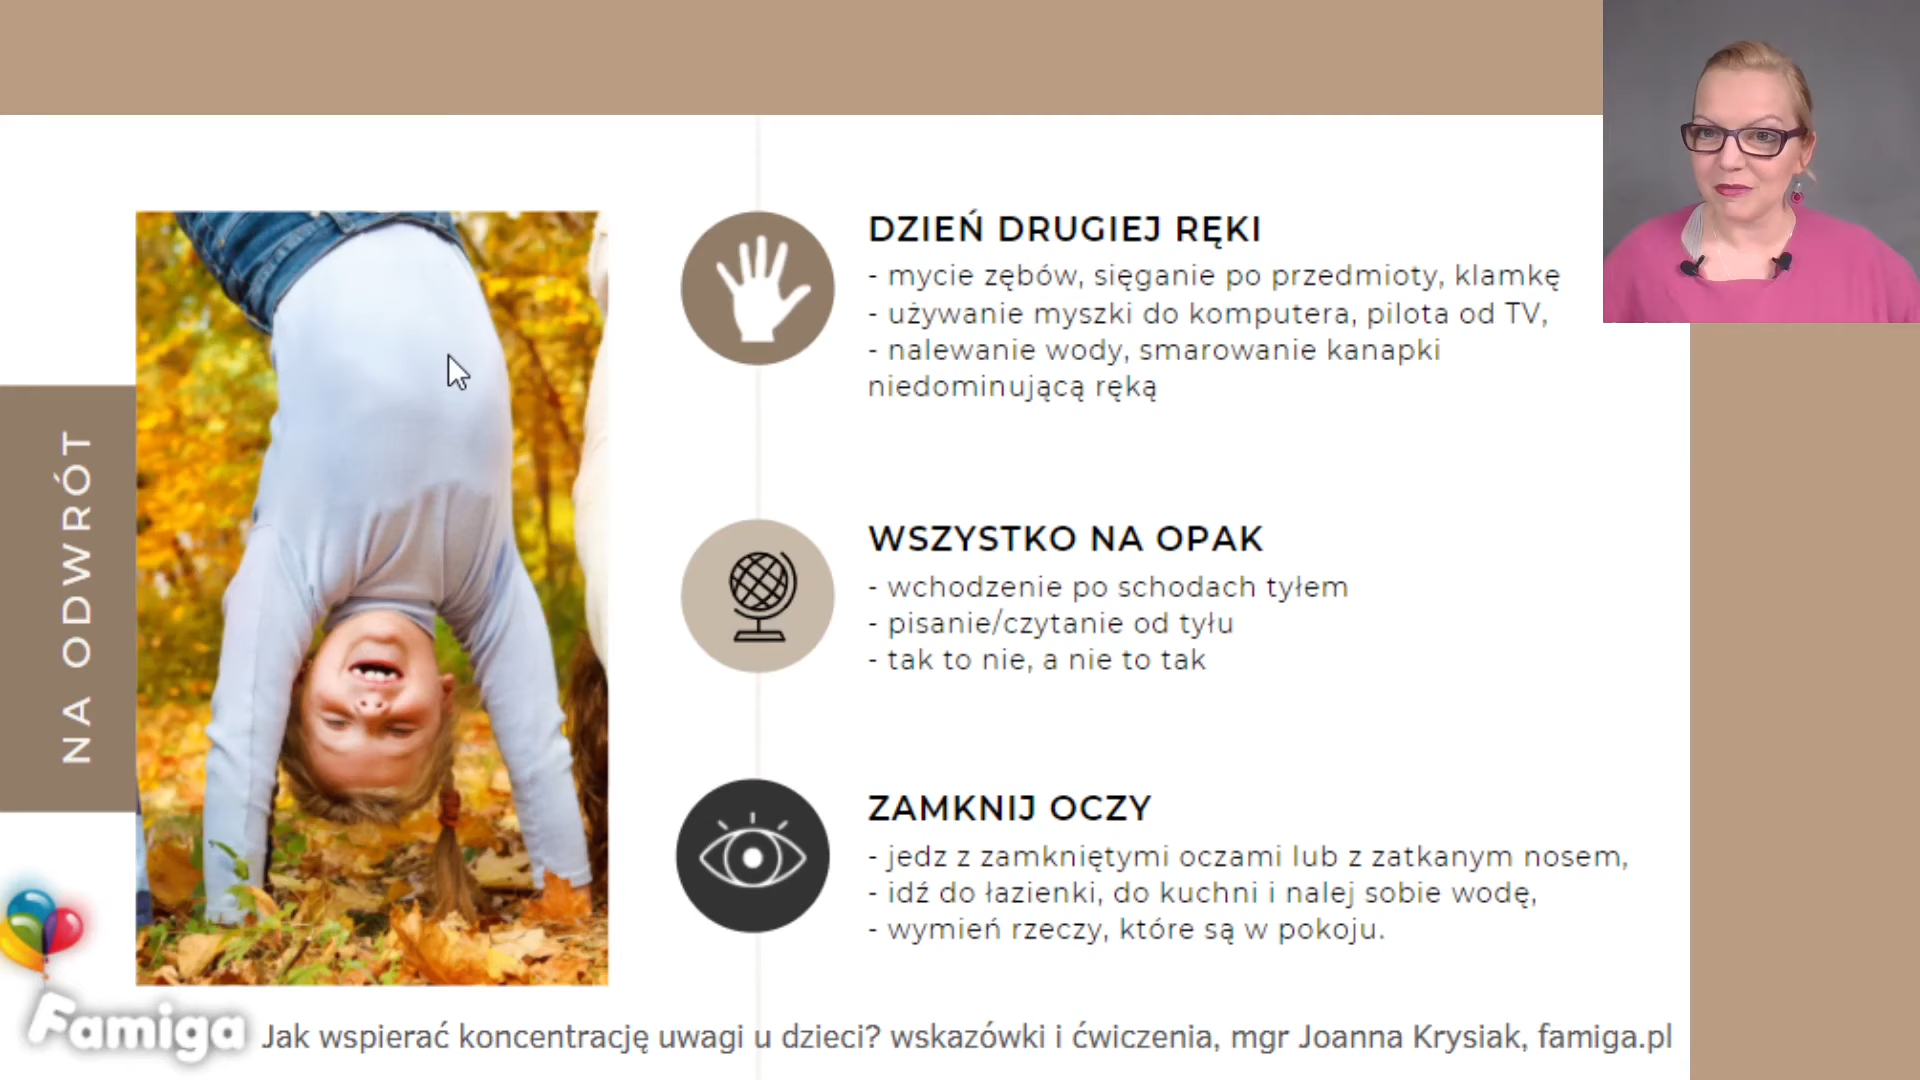 NA ODWRÓT
DZIEŃ DRUGIEJ RĘKI
- mycie zębów, sięganie po przedmioty, klamkę
- używanie myszki do komputera, pilota od TV,
- nalewanie wody, smarowanie kanapki
niedominującą ręką
WSZYSTKO NA OPAK
- wchodzenie po schodach tyłem
- pisanie/czytanie od tyłu
- tak to nie, a nie to tak
ZAMKNIJ OCZY
- jedz z zamkniętymi oczami lub z zatkanym nosem,
- idź do łazienki, do kuchni i nalej sobie wodę,
- wymień rzeczy, które są w pokoju.
Famiga
Jak wspierać koncentrację uwagi u dzieci? wskazówki i ćwiczenia, mgr Joanna Krysiak, famiga.pl